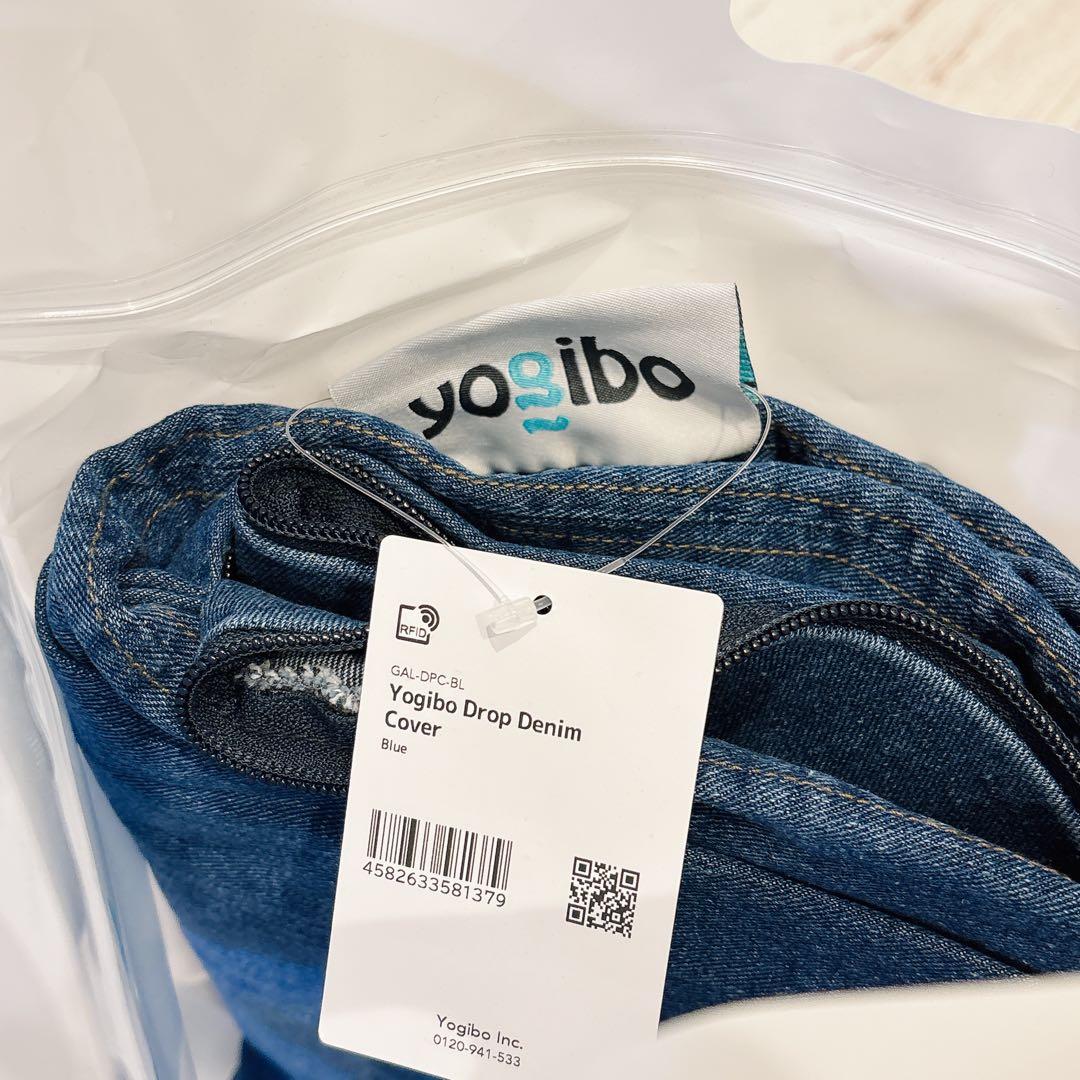 yogibo
RFID
GAL-DPC-BL
Yogibo Drop Denim
Cover
Blue
4582633581379
Yogibo Inc.
0120-941-533